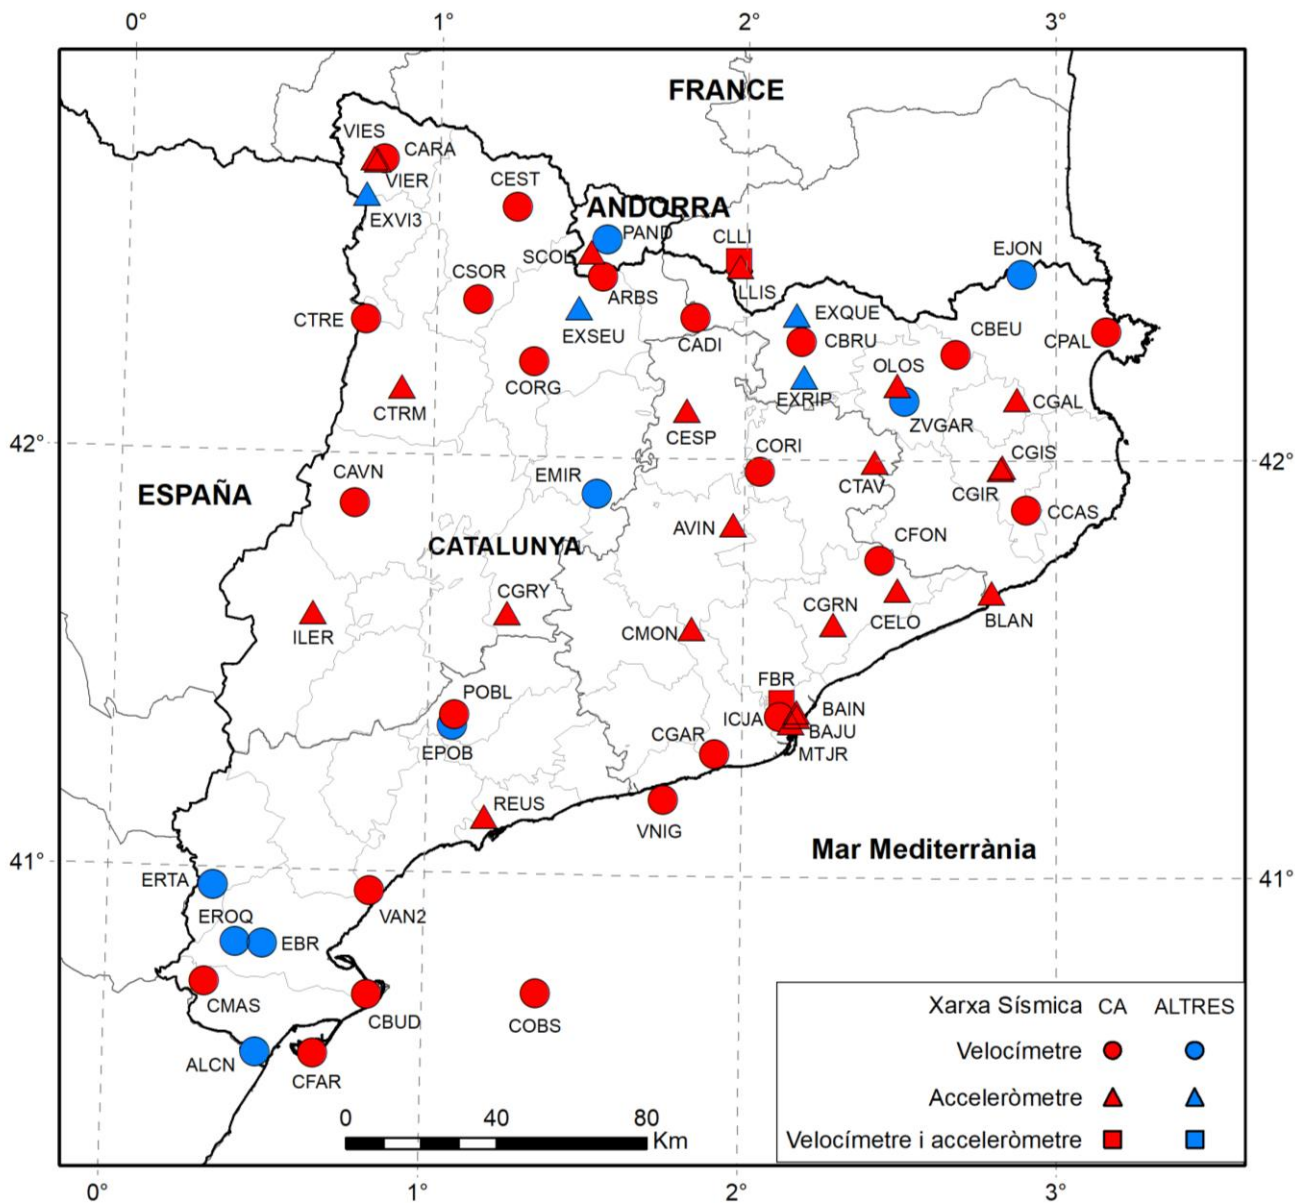 0° 1° 2° 3°
FRANCE
VIES
CARA
VIER
CEST
EXVI3
ANDORRA
PAND
CLLI
SCOL
EJON
LLIS
CSOR
ARBS
CTRE
EXSEU
EXQUE
CADI
CBRU
CBEU
CPAL
OLOS
CORG
CTRM
EXRIP
CGAL
ZVGAR
CESP
42° 42°
CORI
CGIS
CAVN
EMIR
CTAV
CGIR
ESPAÑA
CCAS
AVIN
CFON
CATALUNYA
CGRY
CGRN
CELO
BLAN
ILER
CMON
FBR
POBL
BAIN
ICJA
BAJU
CGAR
EPOB
MTJR
REUS
VNIG
Mar Mediterrània
41° 41°
ERTA
EROQ
VAN2
EBR
CMAS
CBUD
COBS
ALCN
CFAR
0 40 80
Km
Xarxa Sísmica CA ALTRES
Velocímetre
Acceleròmetre
Velocímetre i acceleròmetre
0° 1° 2° 3°